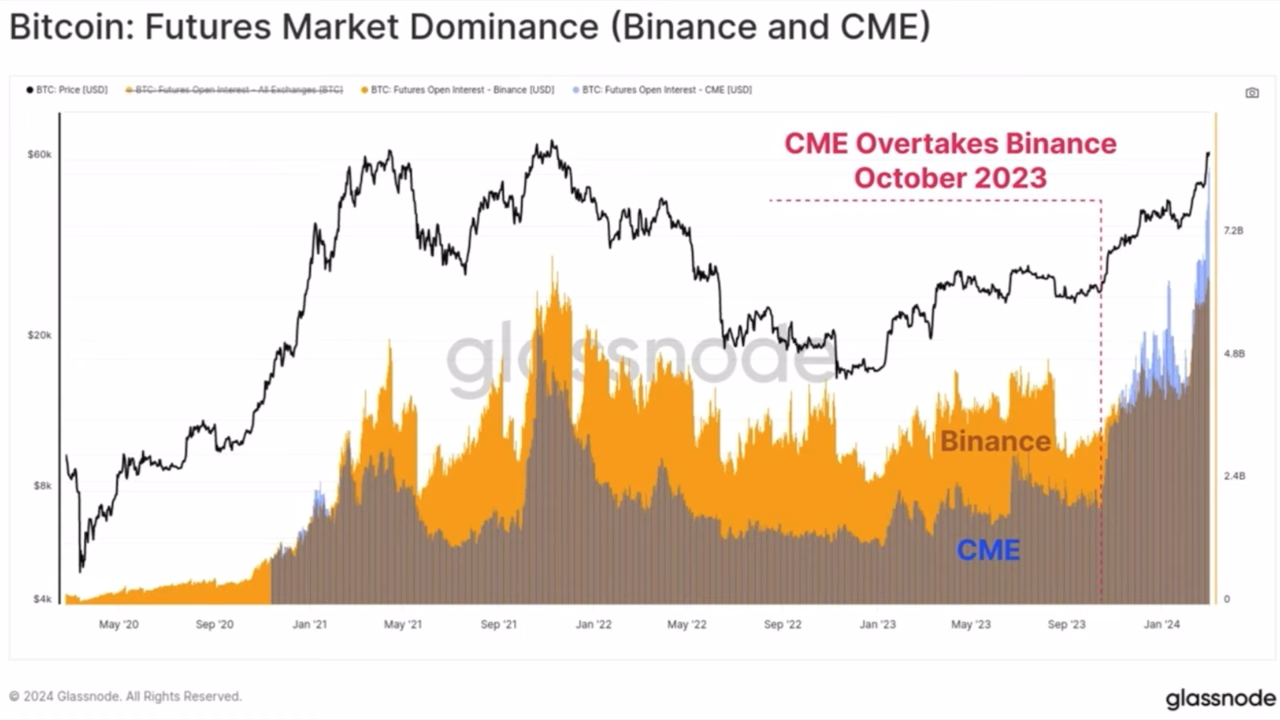 Bitcoin: Futures Market Dominance (Binance and CME)
BTC: Price [USD] BTC: Futures Open Interest - All Exchanges [BTC] BTC: Futures Open Interest - Binance [USD] BTC: Futures Open Interest - CME [USD]
CME Overtakes Binance
October 2023
$60k
7.2B
$20k
glassnode
4.8B
Binance
$8k
2.4B
CME
$4k
0
May '20 Sep '20 Jan '21 May '21 Sep '21 Jan '22 May '22 Sep '22 Jan '23 May '23 Sep '23 Jan '24
© 2024 Glassnode. All Rights Reserved.
glassnode